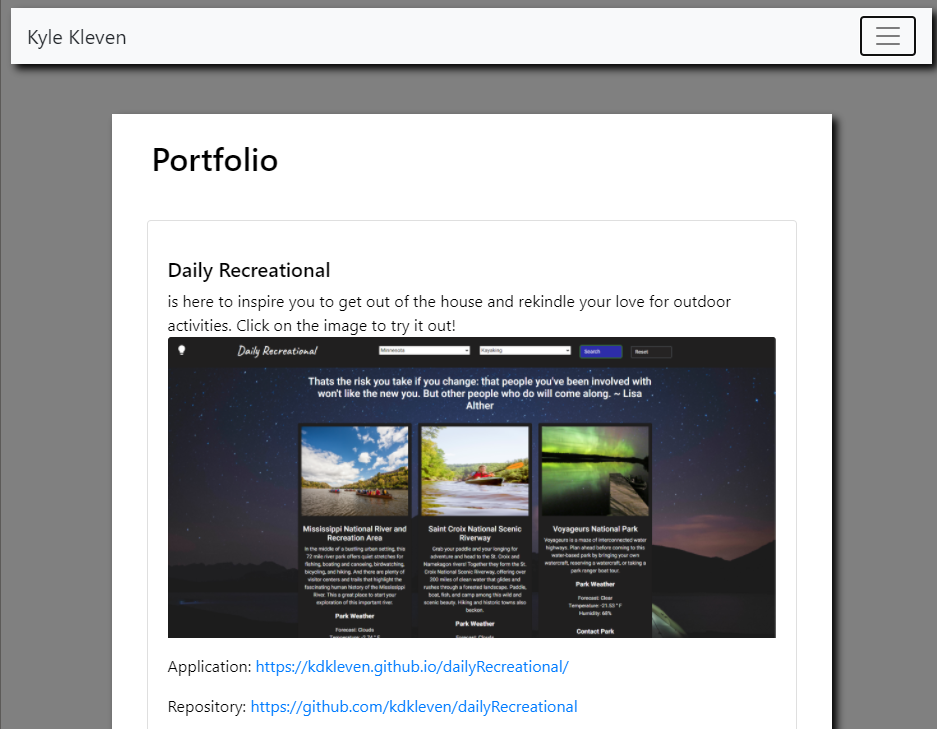 Kyle Kleven
Portfolio
Daily Recreational
is here to inspire you to get out of the house and rekindle your love for outdoor
activities. Click on the image to try it out!
Daily Recreational
Minnesota
Kayaking
Search
Reset
Thats the risk you take if you change: that people you've been involved with
won't like the new you. But other people who do will come along. ~ Lisa
Alther
Mississippi National River and
Recreation Area
In the middle of a bustling urban setting, this
72 mile river park offers quiet stretches for
fishing, boating and canoeing, birdwatching,
bicycling, and hiking. And there are plenty of
visitor centers and trails that highlight the
fascinating human history of the Mississippi
River. This is a great place to start your
exploration of this important river.
Park Weather
Forecast: Clouds
Saint Croix National Scenic
Riverway
Grab your paddle and your longing for
adventure and head to the St. Croix and
Namekagon rivers! Together they form the St.
Croix National Scenic Riverway, offering over
200 miles of clean water that glides and
rushes through a forested landscape. Paddle,
boat, fish, and camp among this wild and
scenic beauty. Hiking and historic towns also
beckon.
Park Weather
Forecast: Clouds
Voyageurs National Park
Voyageurs is a maze of interconnected water
highways. Plan ahead before coming to this
water-based park by bringing your own
watercraft, reserving a watercraft, or taking a
park ranger boat tour.
Park Weather
Forecast: Clear
Temperature: -21.53 ° F
Humidity: 68%
Contact Park
Application: https://kdkleven.github.io/dailyRecreational/
Repository: https://github.com/kdkleven/dailyRecreational